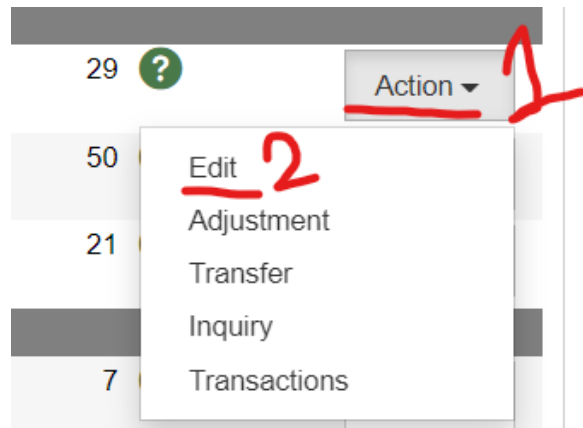 29 ? Action 1
50 Edit 2
Adjustment
21
Transfer
Inquiry
7 Transactions